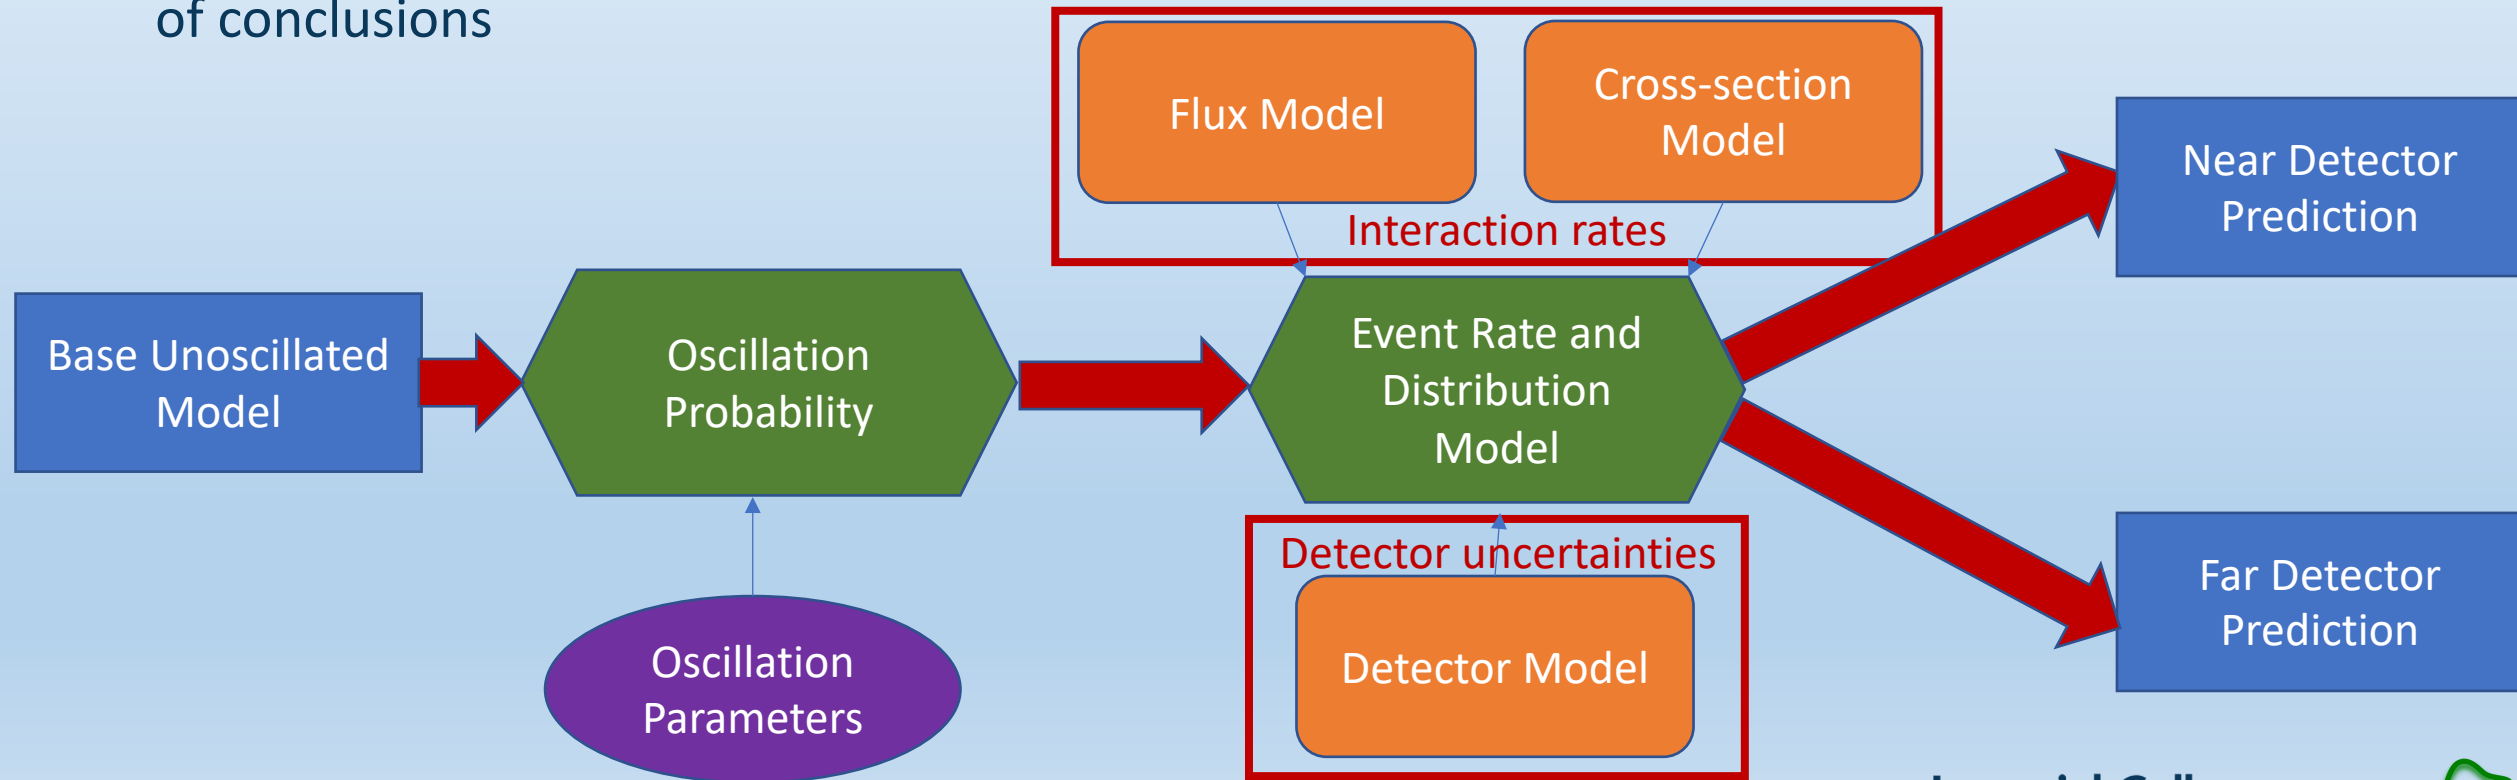 of conclusions
Flux Model
Cross-section
Model
Interaction rates
Near Detector
Prediction
Base Unoscillated
Model
Oscillation
Probability
Event Rate and
Distribution
Model
Detector uncertainties
Detector Model
Oscillation
Parameters
Far Detector
Prediction